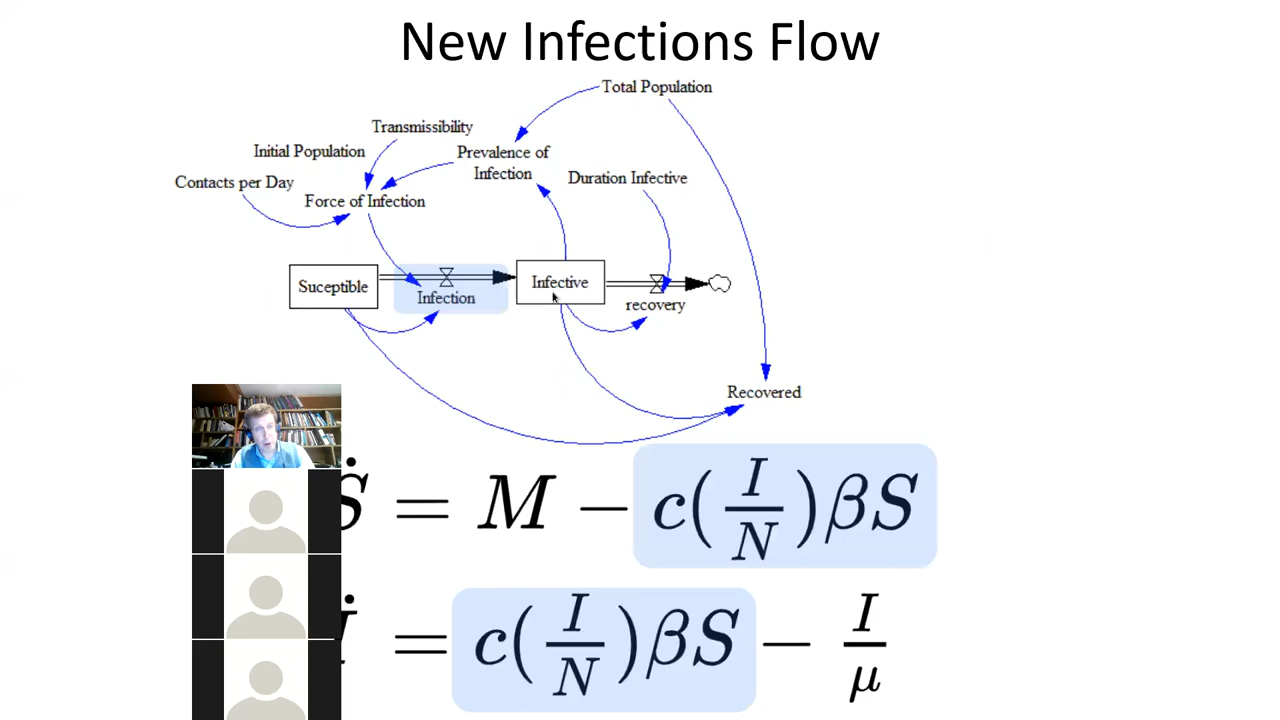 New Infections Flow
Total Population
Transmissibility
Initial Population
Prevalence of
Infection
Contacts per Day
Duration Infective
Force of Infection
Suceptible
Infection
Infective
recovery
Recovered
Ṡ = M − c(I/N)βS
= c(I/N)βS − I/μ